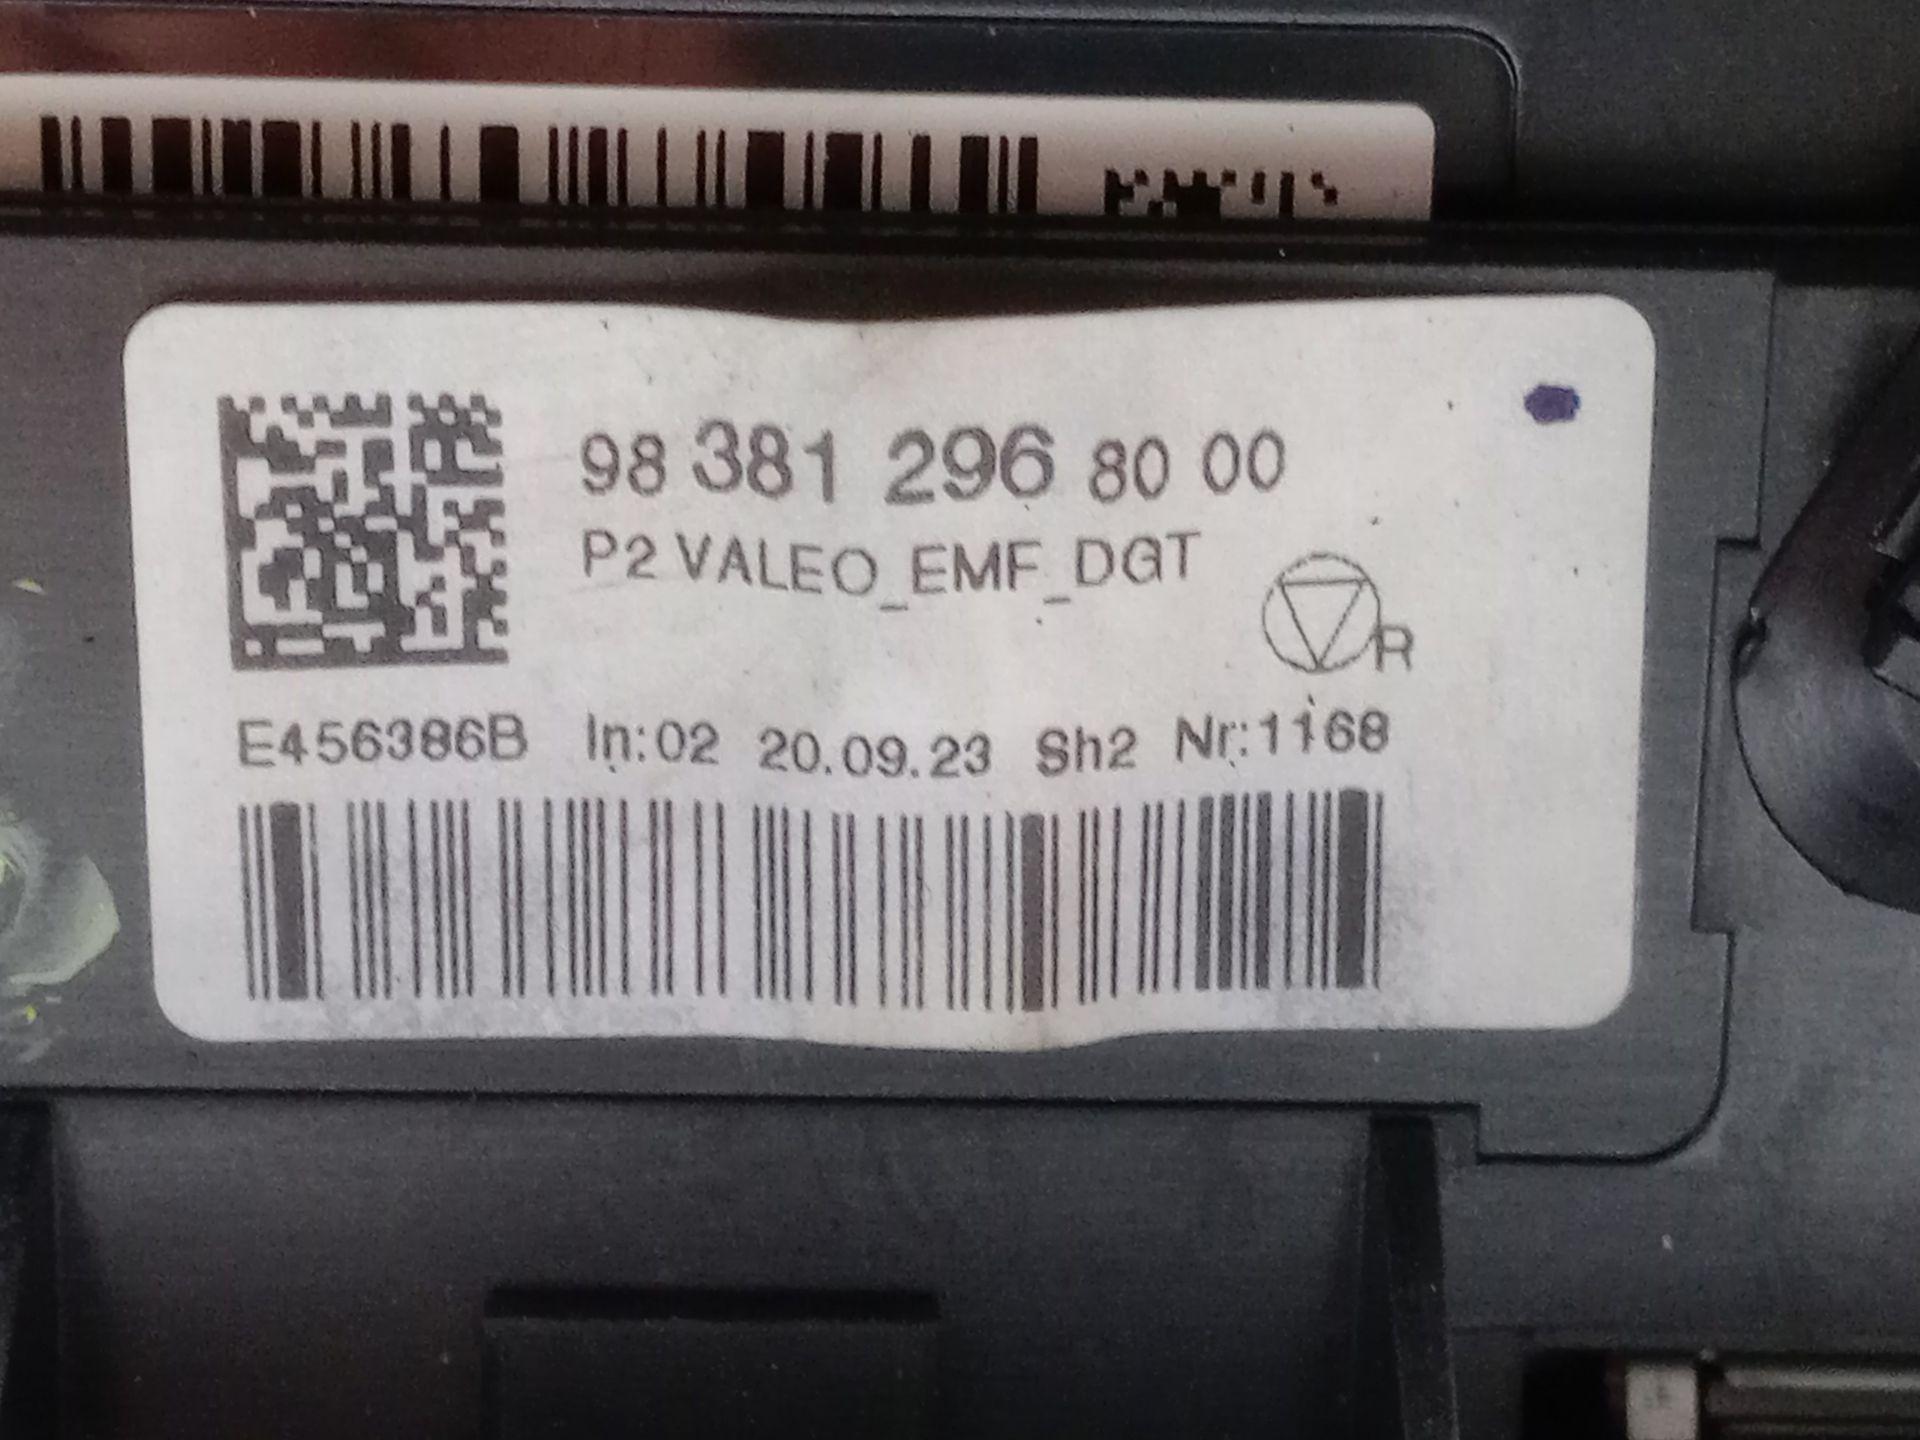 98 381 296 80 00
P2 VALEO_EMF_DGT
R
E456386B In:02 20.09.23 Sh2 Nr:1168